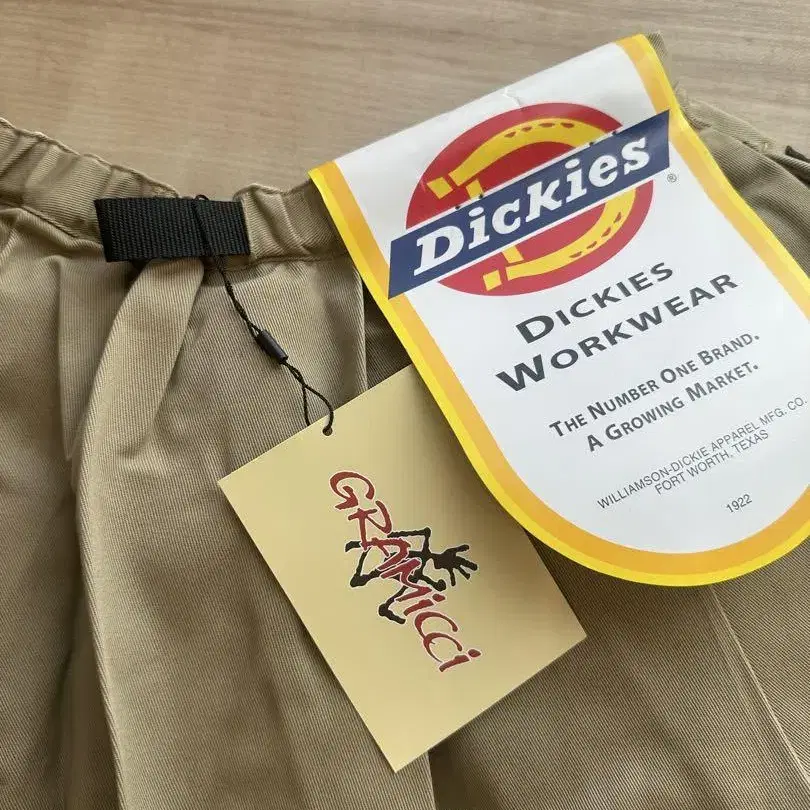 Dickies
®
DICKIES
WORKWEAR
THE NUMBER ONE BRAND.
A GROWING MARKET.
WILLIAMSON-DICKIE APPAREL MFG. CO.
FORT WORTH, TEXAS
1922
GRAMICCI